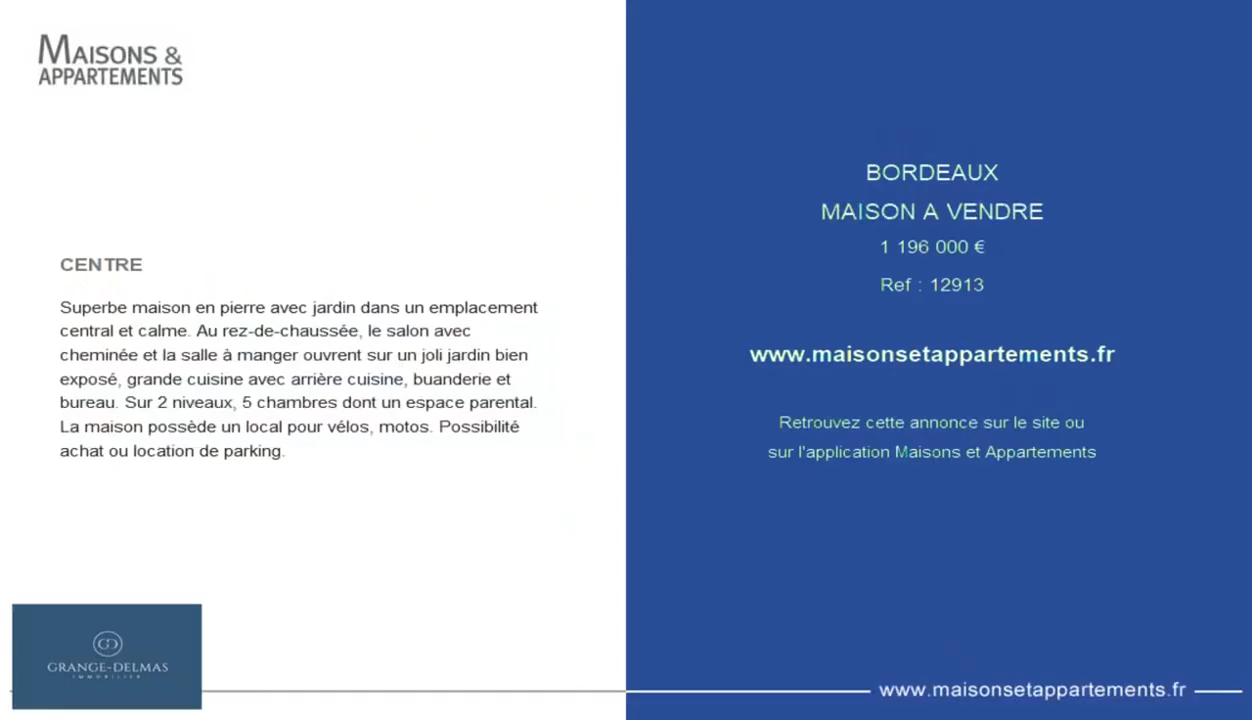 MAISONS &
APPARTEMENTS
CENTRE
Superbe maison en pierre avec jardin dans un emplacement
central et calme. Au rez-de-chaussée, le salon avec
cheminée et la salle à manger ouvrent sur un joli jardin bien
exposé, grande cuisine avec arrière cuisine, buanderie et
bureau. Sur 2 niveaux, 5 chambres dont un espace parental.
La maison possède un local pour vélos, motos. Possibilité
achat ou location de parking.
GRANGE-DELMAS
IMMOBILIER
BORDEAUX
MAISON A VENDRE
1 196 000 €
Ref : 12913
www.maisonsetappartements.fr
Retrouvez cette annonce sur le site ou
sur l'application Maisons et Appartements
www.maisonsetappartements.fr